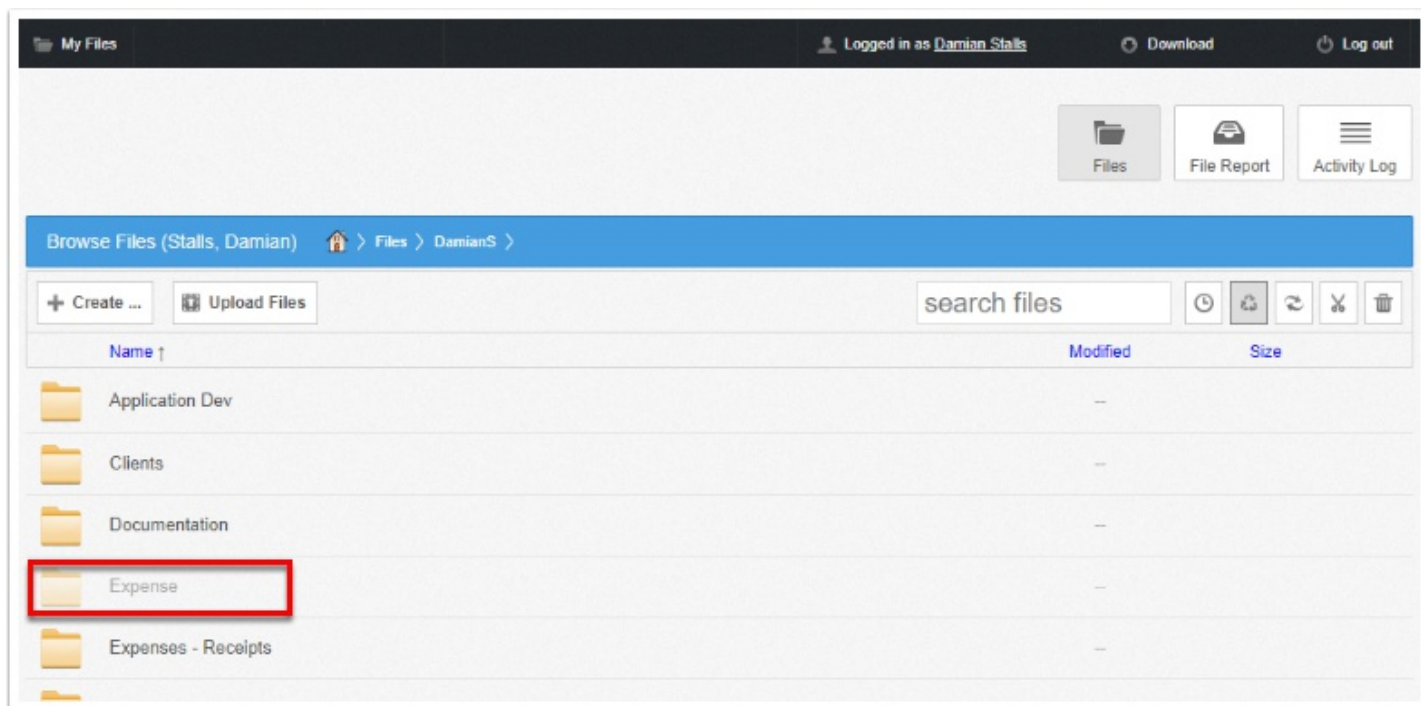 My Files Logged in as Damian Stalls Download Log out
Files File Report Activity Log
Browse Files (Stalls, Damian) Files DamianS
+ Create ... Upload Files search files
Name ↑ Modified Size
Application Dev --
Clients --
Documentation --
Expense --
Expenses - Receipts --